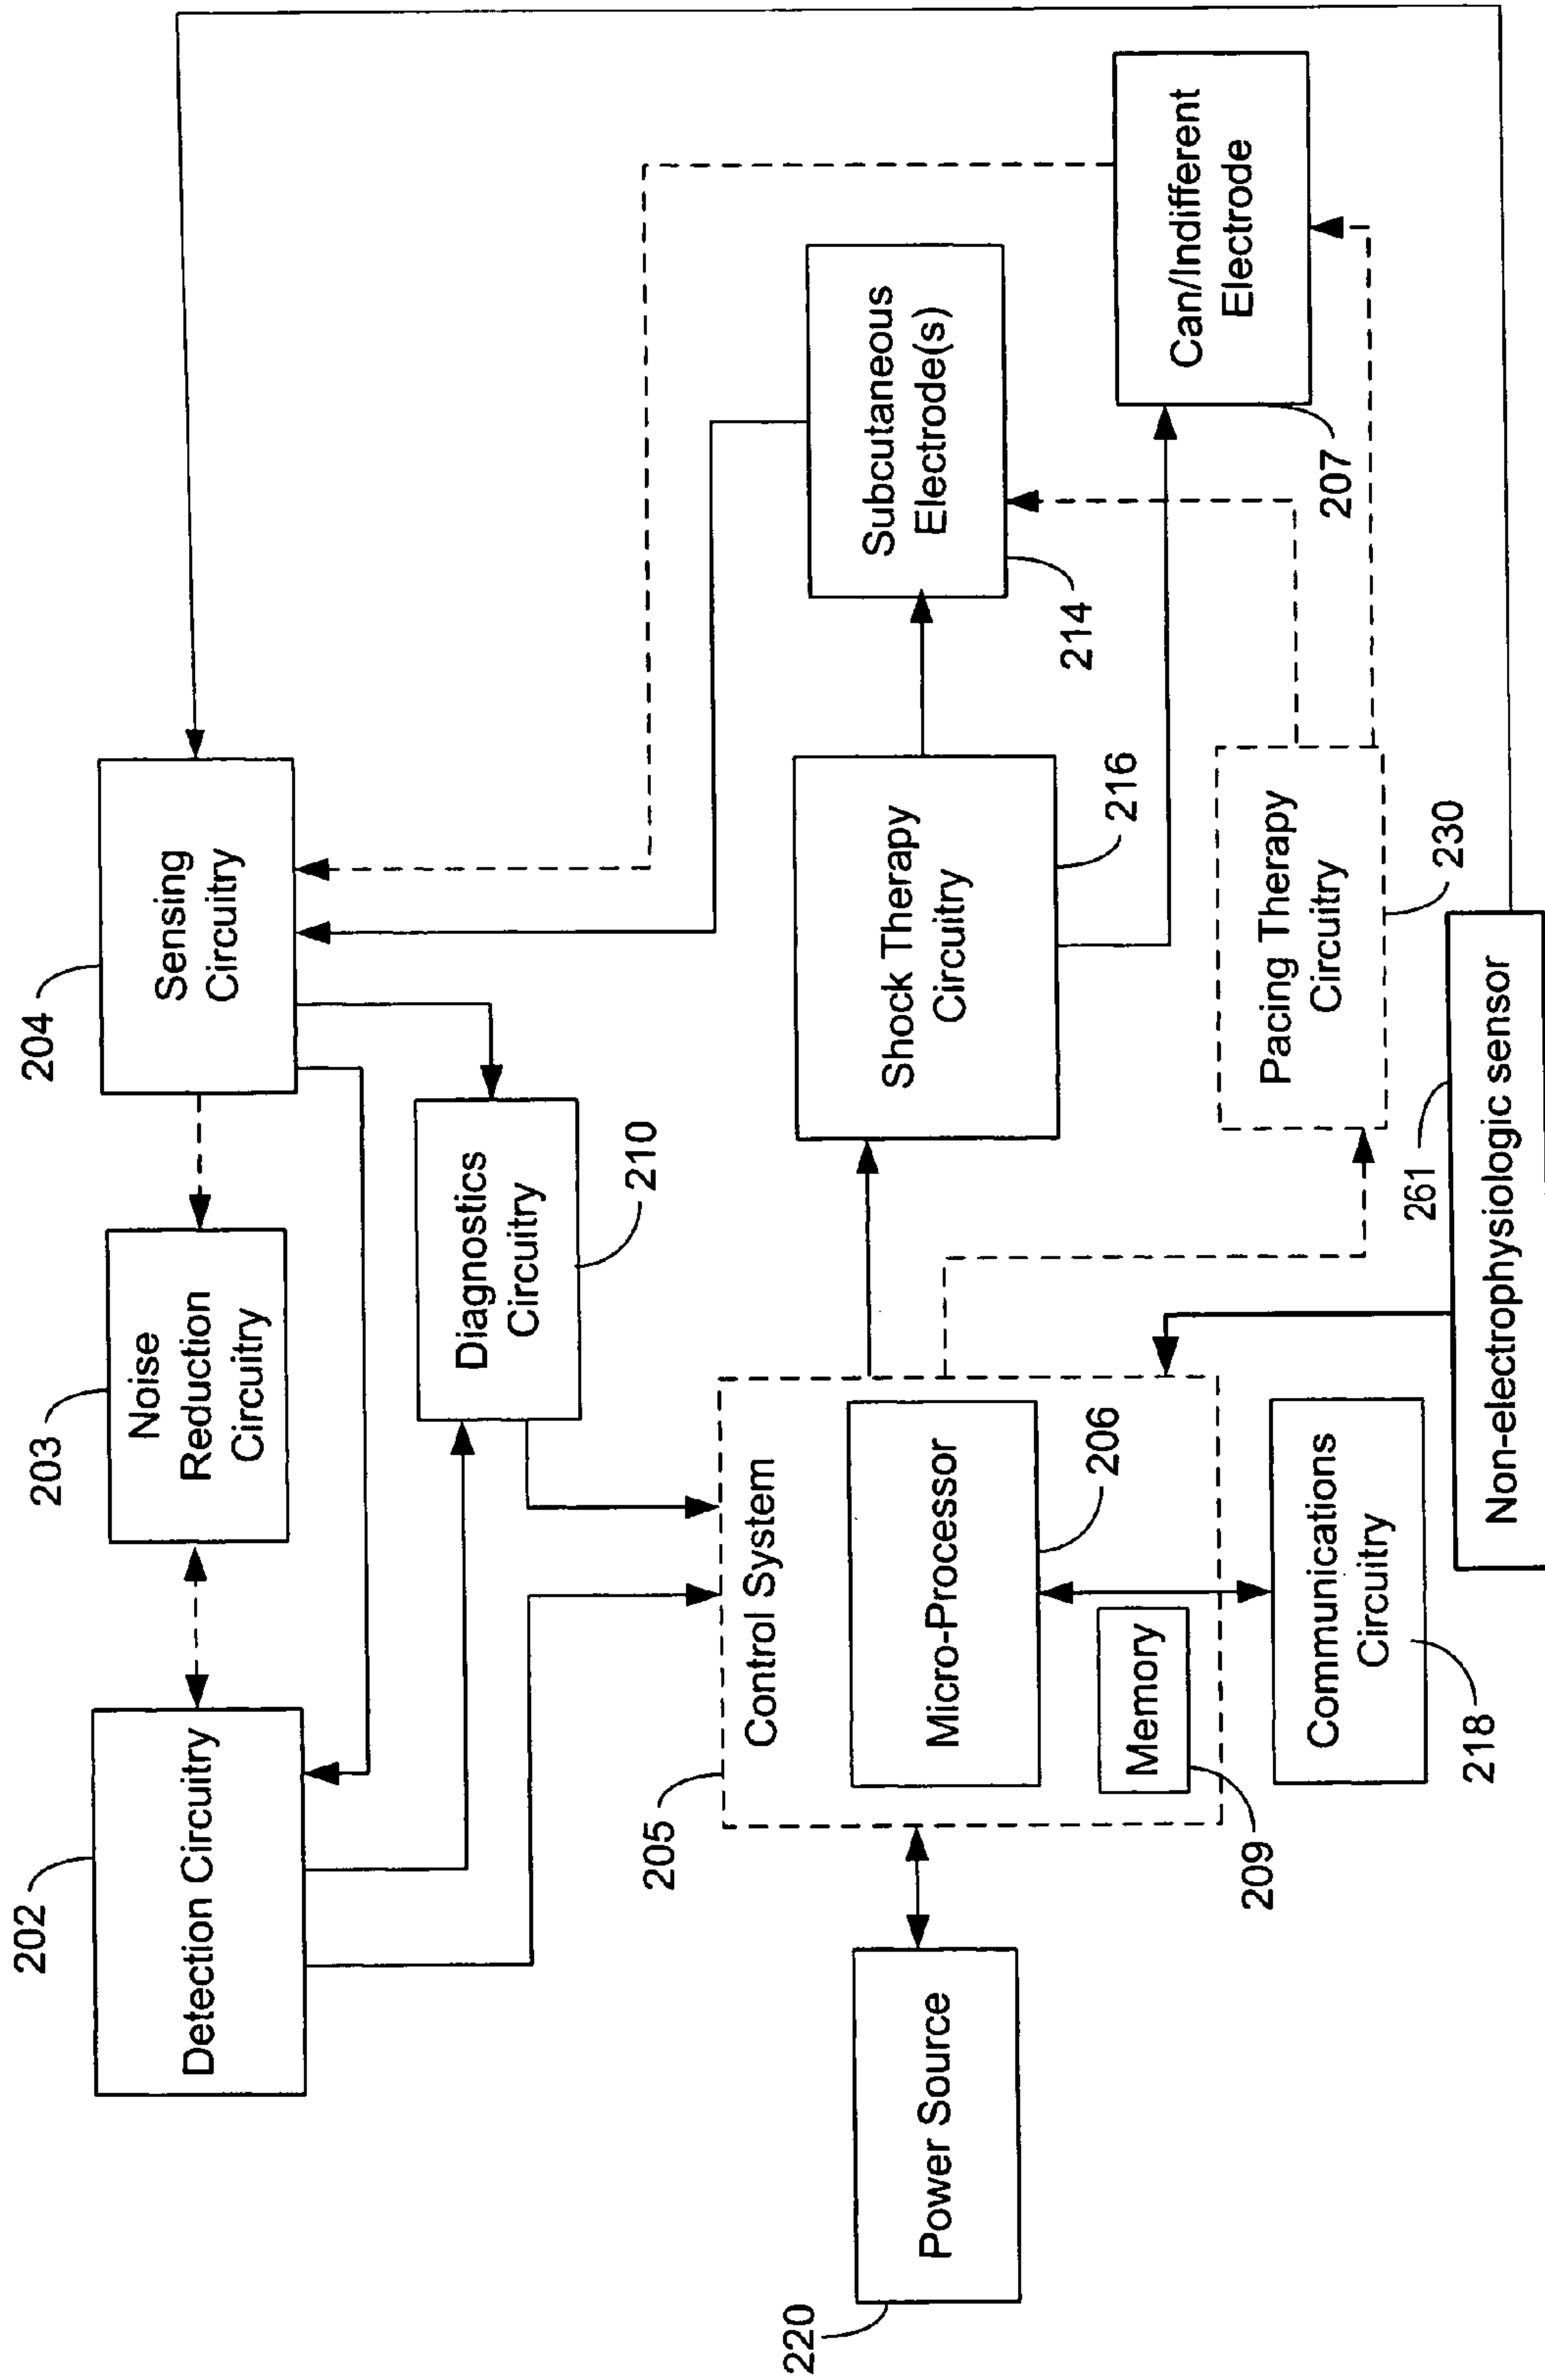 204
Sensing
Circuitry
203
Noise
Reduction
Circuitry
202
Detection Circuitry
Diagnostics
Circuitry
210
205
Control System
Micro-Processor
206
Memory
209
Power Source
220
Communications
Circuitry
218
Shock Therapy
Circuitry
216
Subcutaneous
Electrode(s)
214
Can/Indifferent
Electrode
207
Pacing Therapy
Circuitry
230
261
Non-electrophysiologic sensor